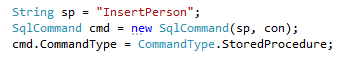 String sp = "InsertPerson";
SqlCommand cmd = new SqlCommand(sp, con);
cmd.CommandType = CommandType.StoredProcedure;